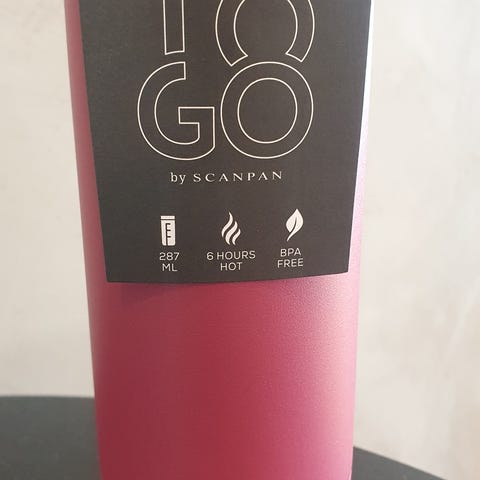 TO
GO
by SCANPAN
287
ML
6 HOURS
HOT
BPA
FREE